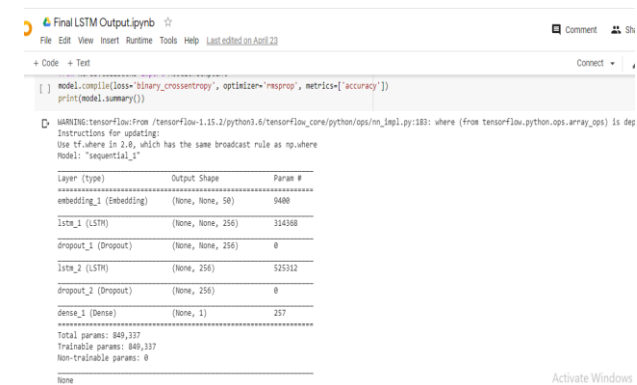 Final LSTM Output.ipynb
Comment
File Edit View Insert Runtime Tools Help Last edited on April 23
+ Code + Text
Connect
[ ] model.compile(loss='binary_crossentropy', optimizer='rmsprop', metrics=['accuracy'])
print(model.summary())
WARNING:tensorflow:From /tensorflow-1.15.2/python3.6/tensorflow_core/python/ops/nn_impl.py:183: where (from tensorflow.python.ops.array_ops) is dep
Instructions for updating:
Use tf.where in 2.0, which has the same broadcast rule as np.where
Model: "sequential_1"
Layer (type) Output Shape Param #
embedding_1 (Embedding) (None, None, 50) 9400
lstm_1 (LSTM) (None, None, 256) 314368
dropout_1 (Dropout) (None, None, 256) 0
lstm_2 (LSTM) (None, 256) 525312
dropout_2 (Dropout) (None, 256) 0
dense_1 (Dense) (None, 1) 257
Total params: 849,337
Trainable params: 849,337
Non-trainable params: 0
None
Activate Windows